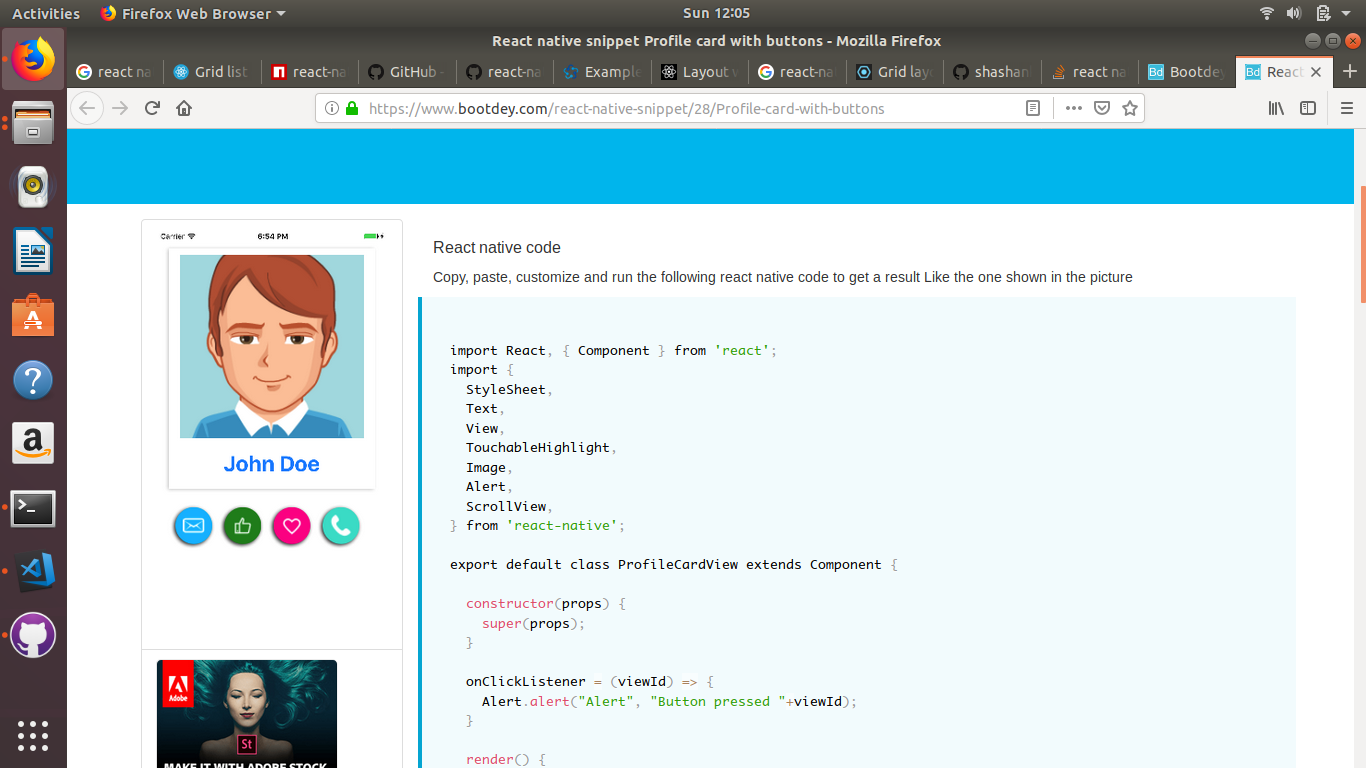 Activities Firefox Web Browser Sun 12:05
React native snippet Profile card with buttons - Mozilla Firefox
react na Grid list react-na GitHub - react-na Example Layout w react-na Grid layo shashan react na Bootdey React
https://www.bootdey.com/react-native-snippet/28/Profile-card-with-buttons
Carrier 6:54 PM
John Doe
Adobe
St
MAKE IT WITH ADOBE STOCK
React native code
Copy, paste, customize and run the following react native code to get a result Like the one shown in the picture
import React, { Component } from 'react';
import {
StyleSheet,
Text,
View,
TouchableHighlight,
Image,
Alert,
ScrollView,
} from 'react-native';
export default class ProfileCardView extends Component {
constructor(props) {
super(props);
}
onClickListener = (viewId) => {
Alert.alert("Alert", "Button pressed "+viewId);
}
render() {